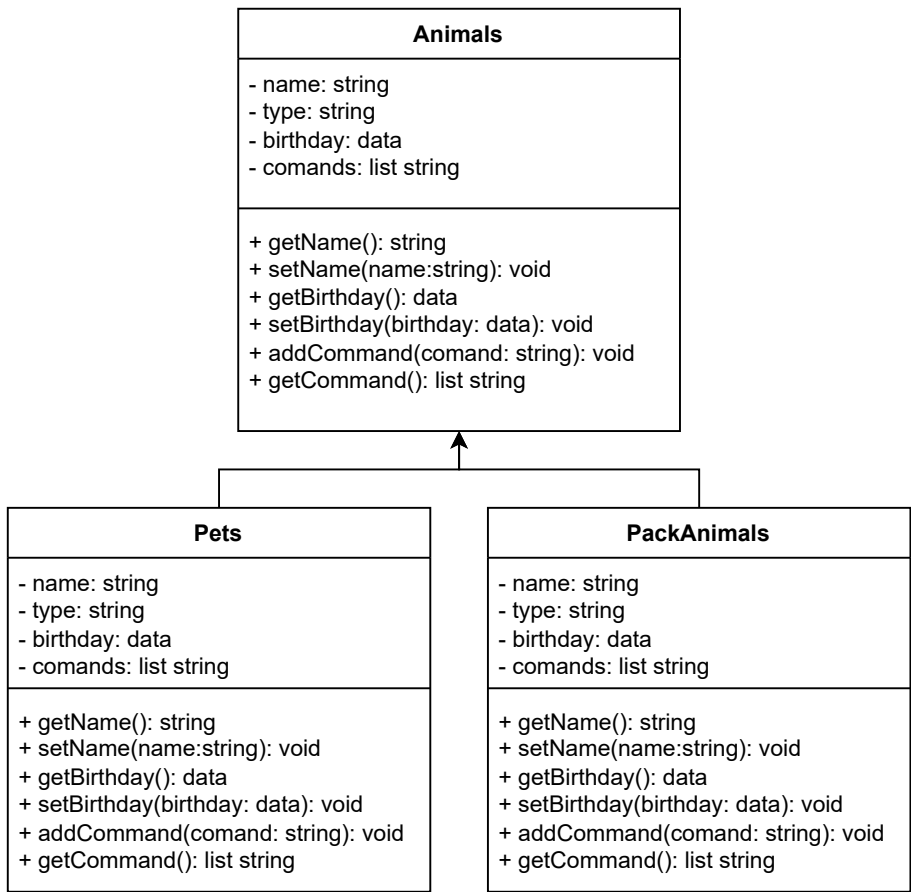 Animals
- name: string
- type: string
- birthday: data
- comands: list string
+ getName(): string
+ setName(name:string): void
+ getBirthday(): data
+ setBirthday(birthday: data): void
+ addCommand(comand: string): void
+ getCommand(): list string
Pets
- name: string
- type: string
- birthday: data
- comands: list string
+ getName(): string
+ setName(name:string): void
+ getBirthday(): data
+ setBirthday(birthday: data): void
+ addCommand(comand: string): void
+ getCommand(): list string
PackAnimals
- name: string
- type: string
- birthday: data
- comands: list string
+ getName(): string
+ setName(name:string): void
+ getBirthday(): data
+ setBirthday(birthday: data): void
+ addCommand(comand: string): void
+ getCommand(): list string